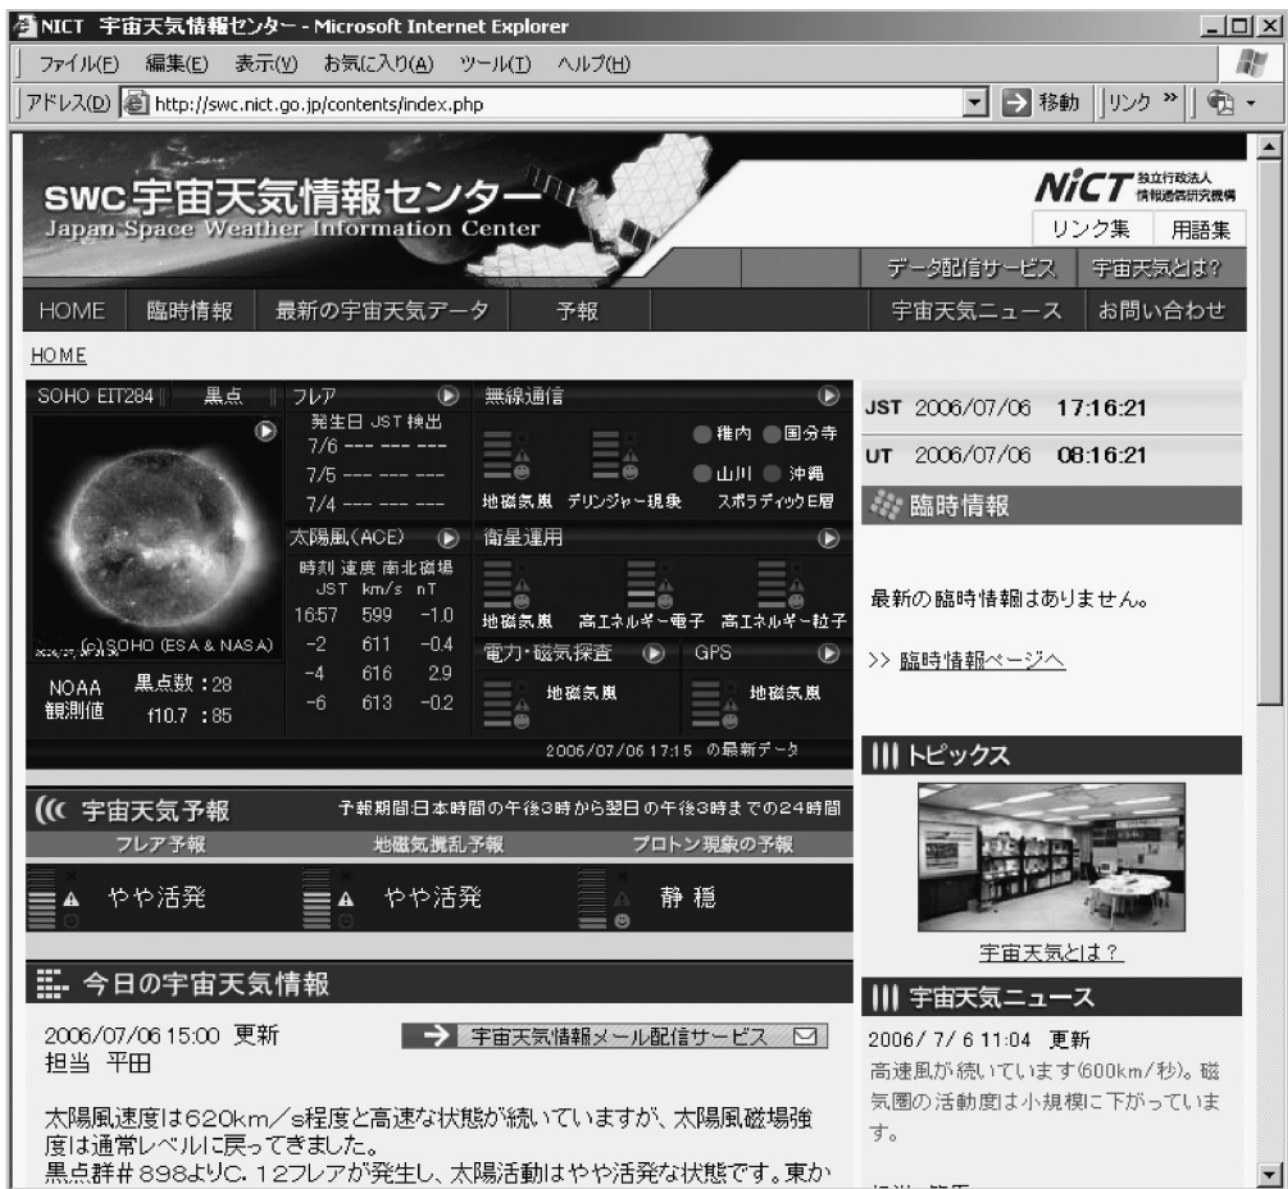 NICT 宇宙天気情報センター - Microsoft Internet Explorer
ファイル(F) 編集(E) 表示(V) お気に入り(A) ツール(T) ヘルプ(H)
アドレス(D) http://swc.nict.go.jp/contents/index.php 移動 リンク »
SWC宇宙天気情報センター
Japan Space Weather Information Center
NiCT 独立行政法人
情報通信研究機構
リンク集 用語集
データ配信サービス 宇宙天気とは?
HOME 臨時情報 最新の宇宙天気データ 予報 宇宙天気ニュース お問い合わせ
HOME
SOHO EIT284 黒点
(c)SOHO (ESA & NASA)
NOAA
観測値
黒点数 : 28
f10.7 : 85
フレア
発生日 JST 検出
7/6 --- --- ---
7/5 --- --- ---
7/4 --- --- ---
太陽風(ACE)
時刻 速度 南北磁場
JST km/s nT
16:57 599 -1.0
-2 611 -0.4
-4 616 2.9
-6 613 -0.2
無線通信
稚内 国分寺
山川 沖縄
地磁気嵐 デリンジャー現象 スポラディックE層
衛星運用
地磁気嵐 高エネルギー電子 高エネルギー粒子
電力・磁気探査 GPS
地磁気嵐 地磁気嵐
2006/07/06 17:15 の最新データ
宇宙天気予報 予報期間:日本時間の午後3時から翌日の午後3時までの24時間
フレア予報 地磁気攪乱予報 プロトン現象の予報
やや活発 やや活発 静穏
今日の宇宙天気情報
2006/07/06 15:00 更新
担当 平田
宇宙天気情報メール配信サービス
太陽風速度は620km/s程度と高速な状態が続いていますが、太陽風磁場強
度は通常レベルに戻ってきました。
黒点群#898よりC.12フレアが発生し、太陽活動はやや活発な状態です。東か
JST 2006/07/06 17:16:21
UT 2006/07/06 08:16:21
臨時情報
最新の臨時情報はありません。
>> 臨時情報ページへ
トピックス
宇宙天気とは?
宇宙天気ニュース
2006/ 7/ 6 11:04 更新
高速風が続いています(600km/秒)。磁
気圏の活動度は小規模に下がっていま
す。